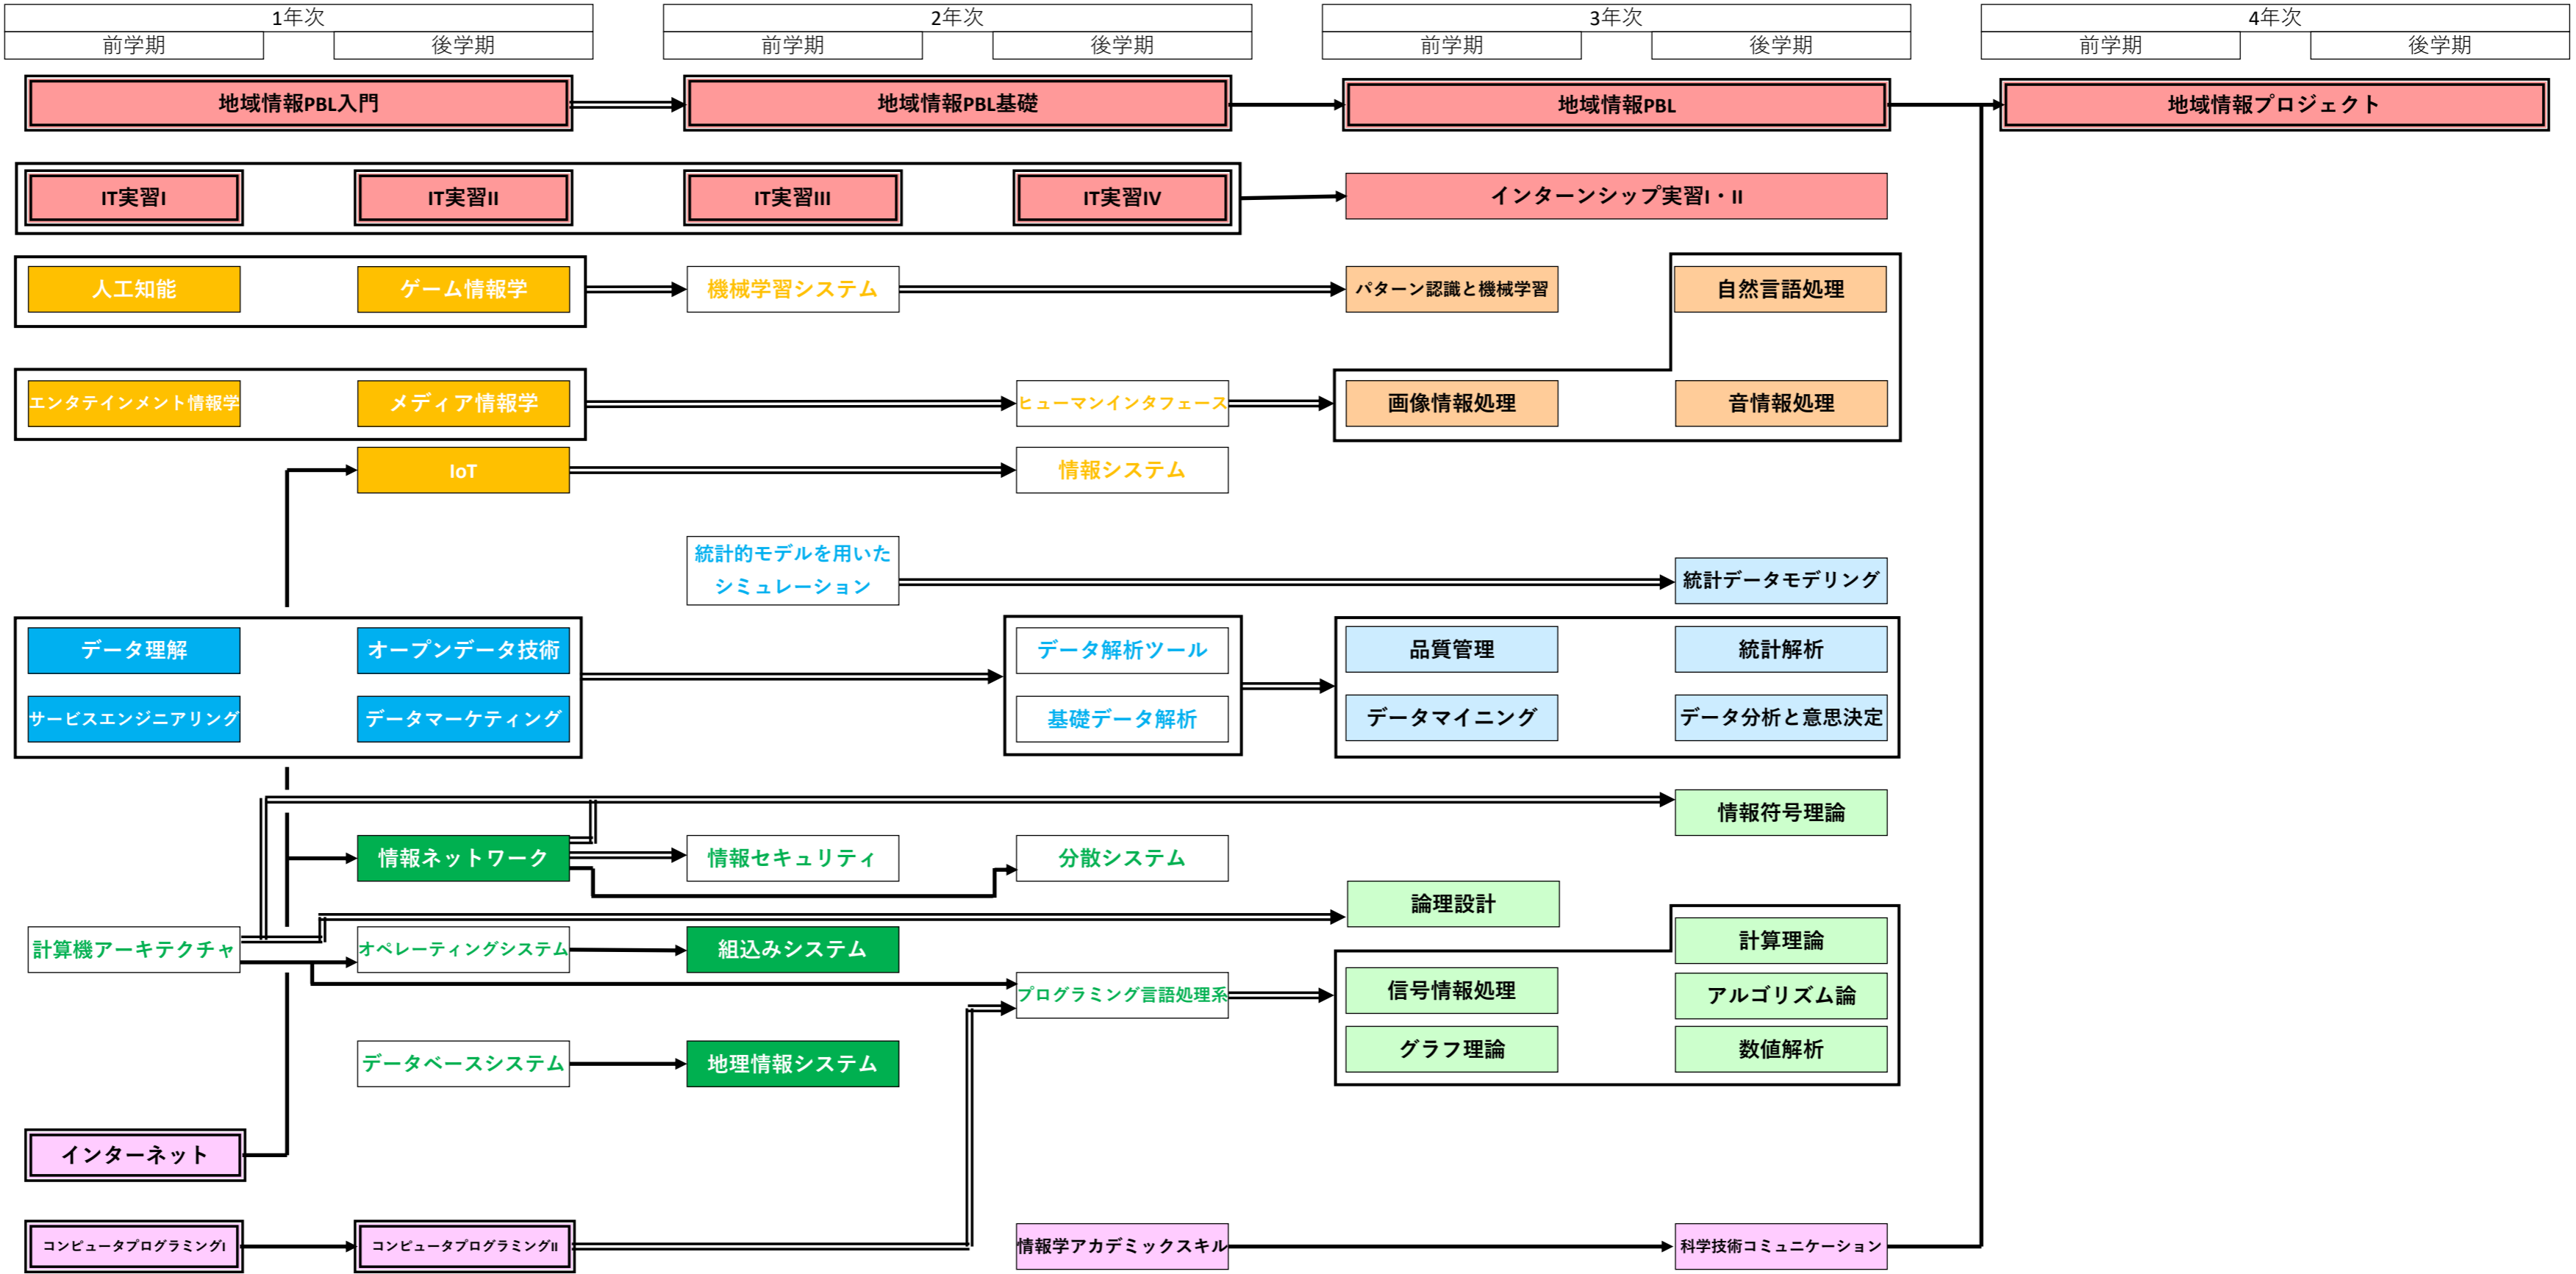 1年次
2年次
3年次
4年次
前学期
後学期
前学期
後学期
前学期
後学期
前学期
後学期
地域情報PBL入門
地域情報PBL基礎
地域情報PBL
地域情報プロジェクト
IT実習I
IT実習II
IT実習III
IT実習IV
インターンシップ実習I・II
人工知能
ゲーム情報学
機械学習システム
パターン認識と機械学習
自然言語処理
エンタテインメント情報学
メディア情報学
ヒューマンインタフェース
画像情報処理
音情報処理
IoT
情報システム
統計的モデルを用いた
シミュレーション
統計データモデリング
データ理解
オープンデータ技術
データ解析ツール
品質管理
統計解析
サービスエンジニアリング
データマーケティング
基礎データ解析
データマイニング
データ分析と意思決定
情報符号理論
情報ネットワーク
情報セキュリティ
分散システム
論理設計
計算機アーキテクチャ
オペレーティングシステム
組込みシステム
計算理論
プログラミング言語処理系
信号情報処理
アルゴリズム論
データベースシステム
地理情報システム
グラフ理論
数値解析
インターネット
コンピュータプログラミングI
コンピュータプログラミングII
情報学アカデミックスキル
科学技術コミュニケーション